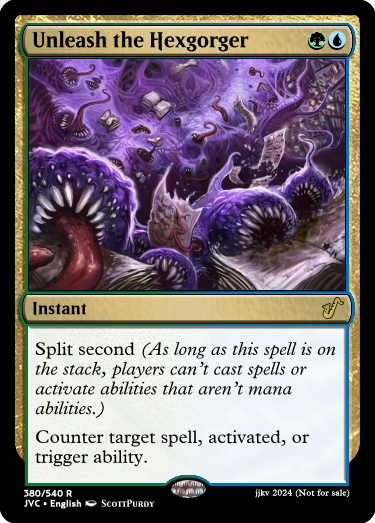 Unleash the Hexgorger
Instant
Split second (As long as this spell is on
the stack, players can't cast spells or
activate abilities that aren't mana
abilities.)
Counter target spell, activated, or
trigger ability.
380/540 R
JVC • English ScottPurdy
jjkv 2024 (Not for sale)